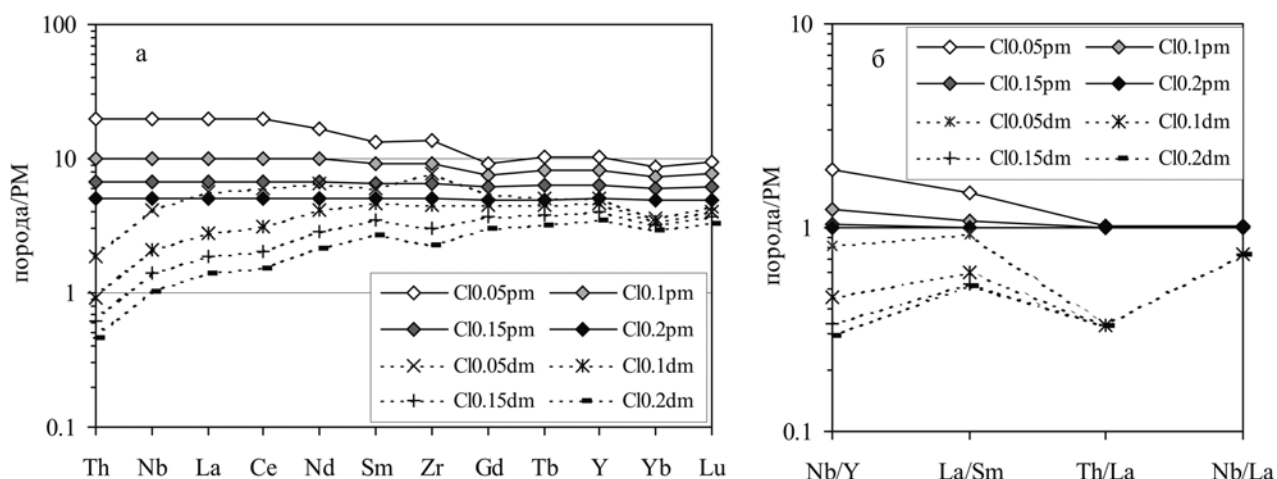 а
порода/PM
100
10
1
0.1
Cl0.05pm Cl0.1pm
Cl0.15pm Cl0.2pm
Cl0.05dm Cl0.1dm
Cl0.15dm Cl0.2dm
Th Nb La Ce Nd Sm Zr Gd Tb Y Yb Lu
б
порода/PM
10
1
0.1
Cl0.05pm Cl0.1pm
Cl0.15pm Cl0.2pm
Cl0.05dm Cl0.1dm
Cl0.15dm Cl0.2dm
Nb/Y La/Sm Th/La Nb/La